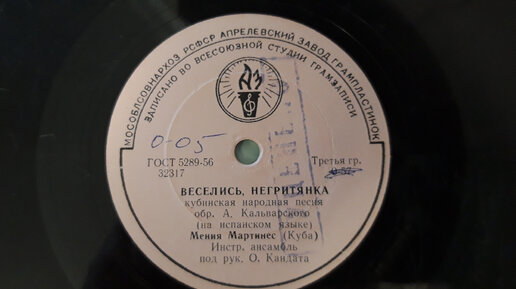 МОСОБЛСОВНАРХОЗ РСФСР АПРЕЛЕВСКИЙ ЗАВОД ГРАМПЛАСТИНОК
ЗАПИСАНО ВО ВСЕСОЮЗНОЙ СТУДИИ ГРАМЗАПИСИ
АЗ
0-05
ГОСТ 5289-56 Третья гр.
32317
ВЕСЕЛИСЬ, НЕГРИТЯНКА
кубинская народная песня
обр. А. Кальварского
(на испанском языке)
Мения Мартинес (Куба)
Инстр. ансамбль
под рук. О. Кандата